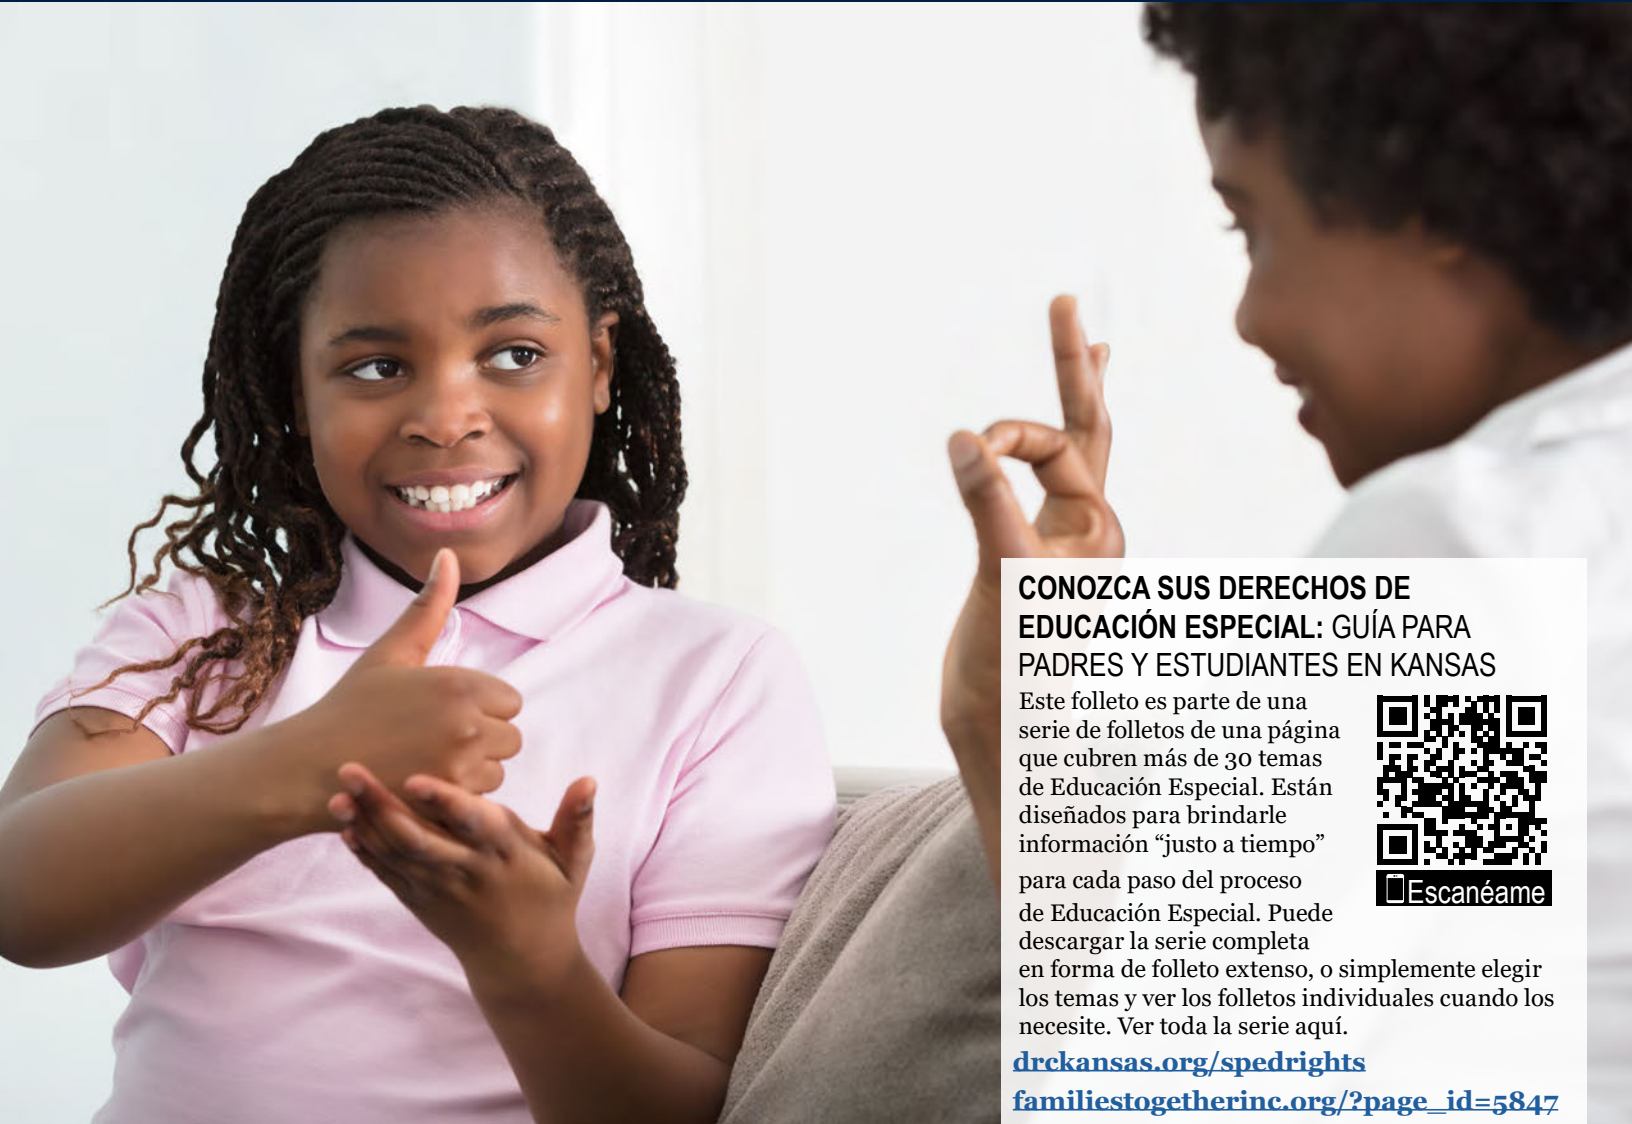 CONOZCA SUS DERECHOS DE
EDUCACIÓN ESPECIAL: GUÍA PARA
PADRES Y ESTUDIANTES EN KANSAS
Este folleto es parte de una
serie de folletos de una página
que cubren más de 30 temas
de Educación Especial. Están
diseñados para brindarle
información “justo a tiempo”
para cada paso del proceso
de Educación Especial. Puede
descargar la serie completa
en forma de folleto extenso, o simplemente elegir
los temas y ver los folletos individuales cuando los
necesite. Ver toda la serie aquí.
Escanéame
drckansas.org/spedrights
familiestogetherinc.org/?page_id=5847